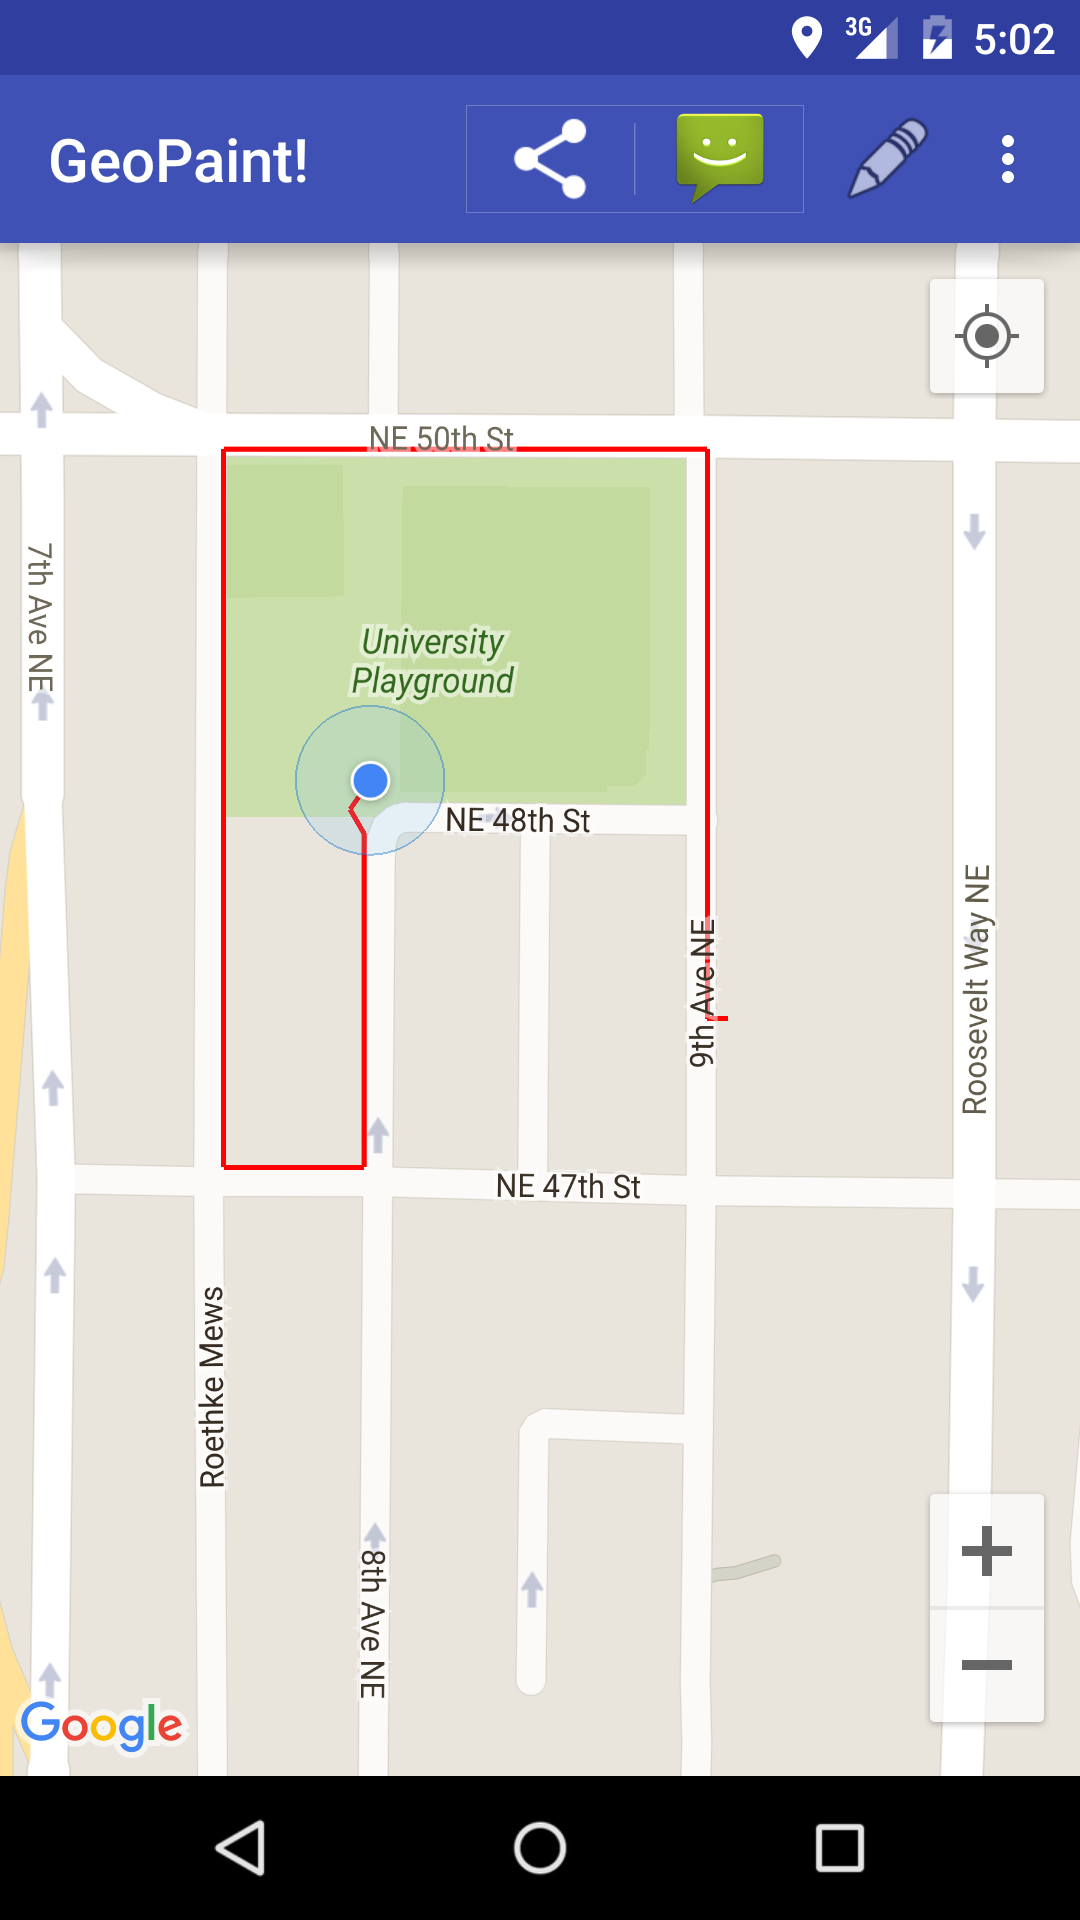 3G
5:02
GeoPaint!
NE 50th St
7th Ave NE
University
Playground
NE 48th St
9th Ave NE
Roosevelt Way NE
NE 47th St
Roethke Mews
8th Ave NE
Google